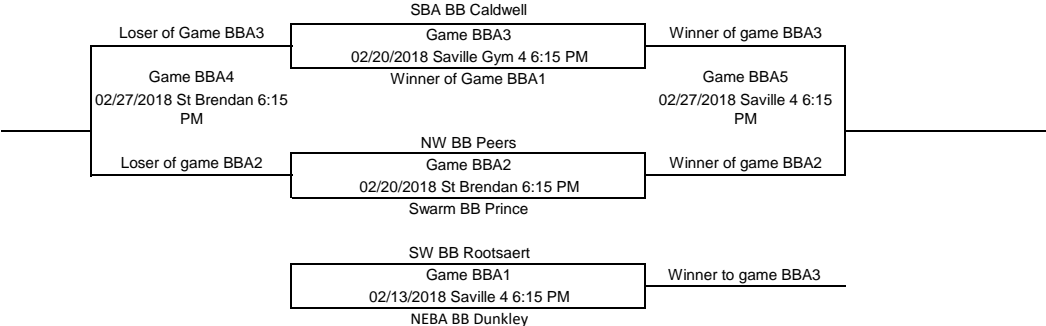 SBA BB Caldwell
Loser of Game BBA3
Game BBA3
Winner of game BBA3
02/20/2018 Saville Gym 4 6:15 PM
Game BBA4
Winner of Game BBA1
Game BBA5
02/27/2018 St Brendan 6:15
PM
02/27/2018 Saville 4 6:15
PM
NW BB Peers
Loser of game BBA2
Game BBA2
Winner of game BBA2
02/20/2018 St Brendan 6:15 PM
Swarm BB Prince
SW BB Rootsaert
Game BBA1
Winner to game BBA3
02/13/2018 Saville 4 6:15 PM
NEBA BB Dunkley